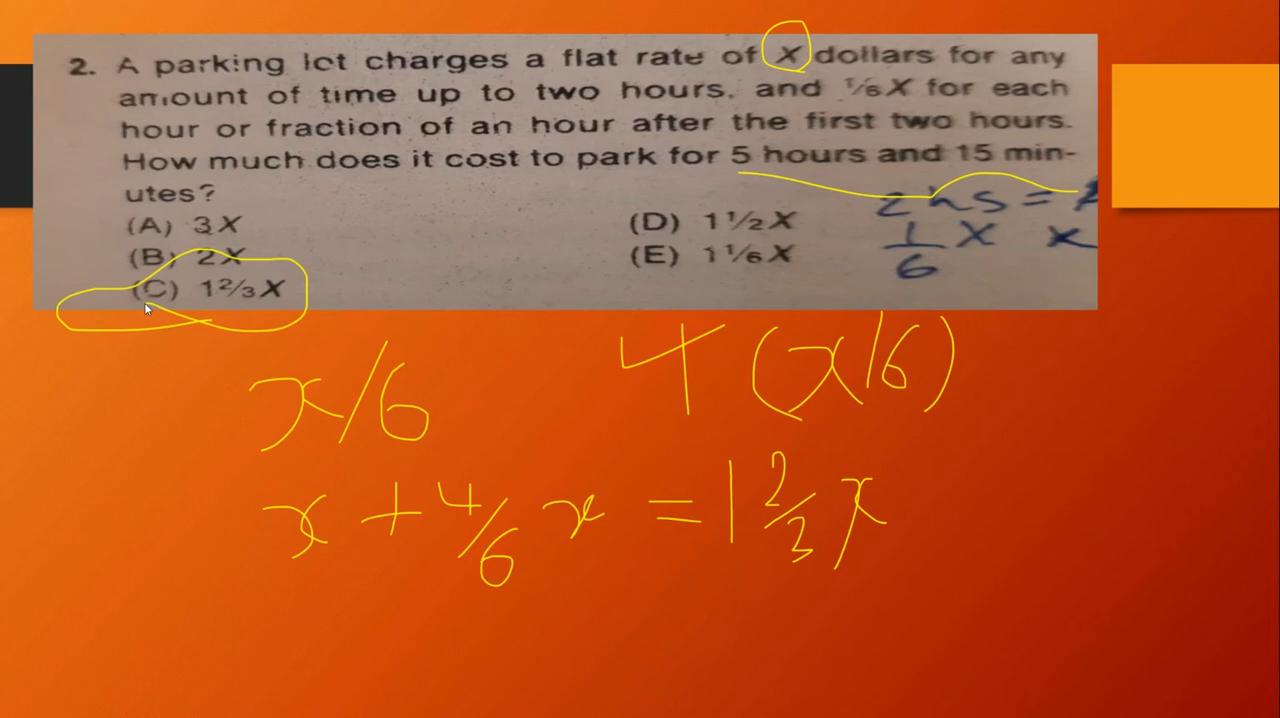 2. A parking lot charges a flat rate of X dollars for any
amount of time up to two hours, and 1/6X for each
hour or fraction of an hour after the first two hours.
How much does it cost to park for 5 hours and 15 min-
utes?
(A) 3X
(B) 2X
(C) 1 2/3X
(D) 1 1/2X
(E) 1 1/6X
2 hs =
1/6 X x
x/6
4 (x/6)
x + 4/6 x = 1 2/3 x